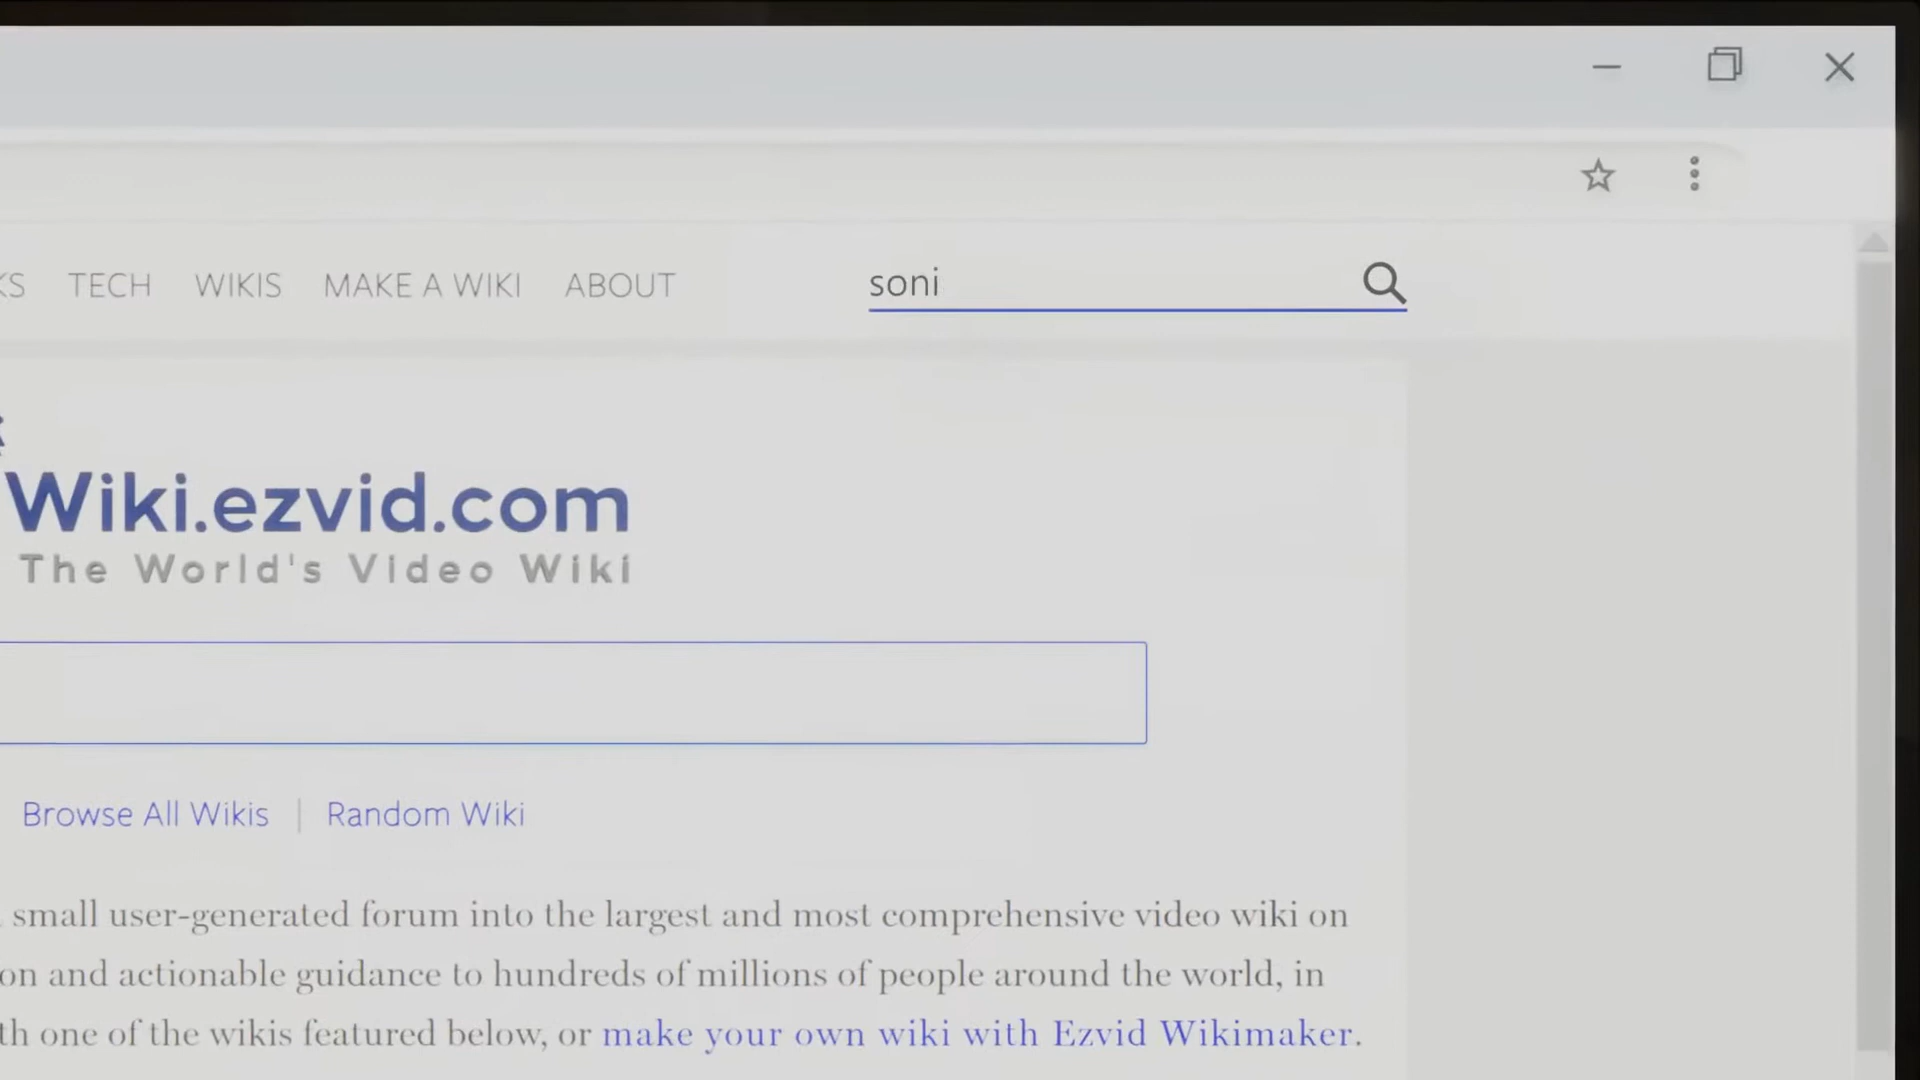 KS TECH WIKIS MAKE A WIKI ABOUT soni
Wiki.ezvid.com
The World's Video Wiki
Browse All Wikis | Random Wiki
small user-generated forum into the largest and most comprehensive video wiki on
on and actionable guidance to hundreds of millions of people around the world, in
th one of the wikis featured below, or make your own wiki with Ezvid Wikimaker.